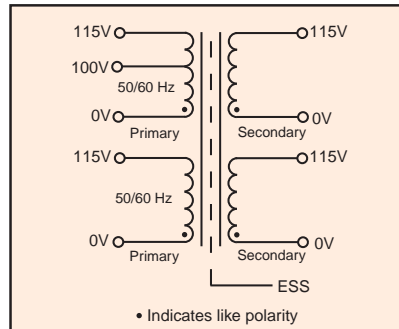 115V 115V
100V
50/60 Hz
0V 0V
Primary Secondary
115V 115V
50/60 Hz
0V 0V
Primary Secondary
ESS
• Indicates like polarity